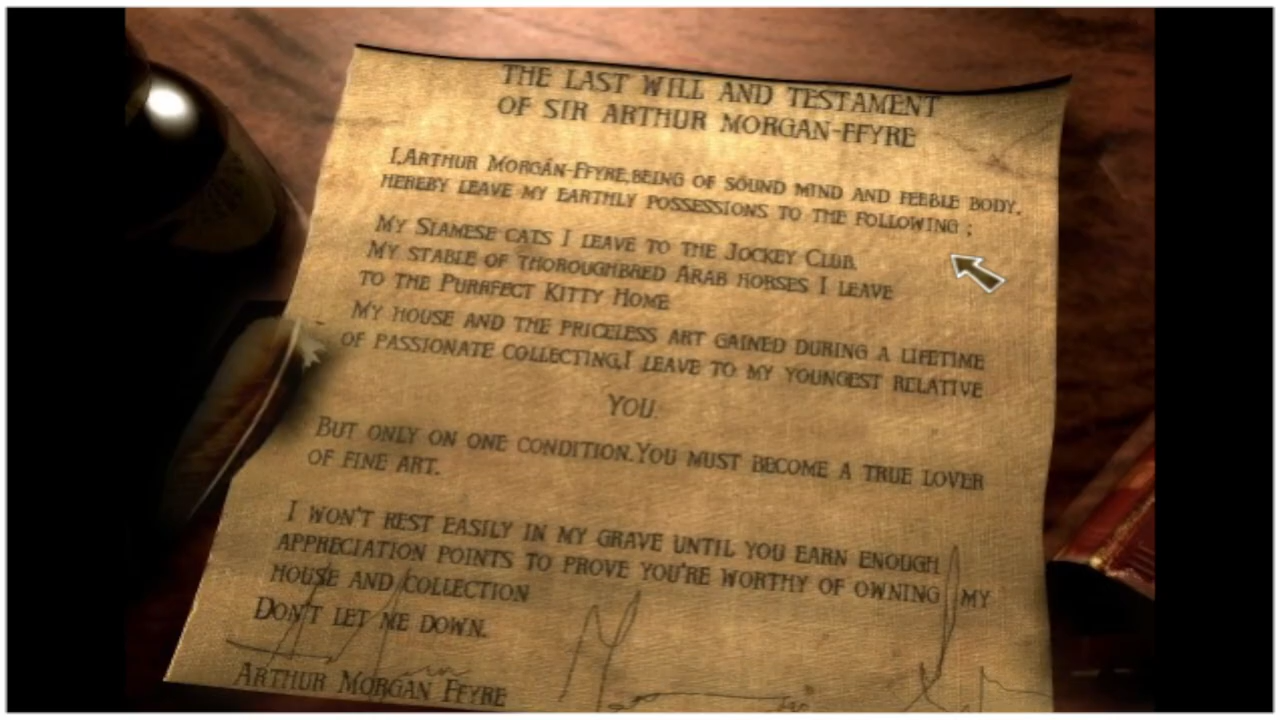 THE LAST WILL AND TESTAMENT
OF SIR ARTHUR MORGAN-FFYRE
I,ARTHUR MORGAN-FFYRE,BEING OF SOUND MIND AND FEEBLE BODY,
HEREBY LEAVE MY EARTHLY POSSESSIONS TO THE FOLLOWING ;
MY SIAMESE CATS I LEAVE TO THE JOCKEY CLUB.
MY STABLE OF THOROUGHBRED ARAB HORSES I LEAVE
TO THE PURRFECT KITTY HOME
MY HOUSE AND THE PRICELESS ART GAINED DURING A LIFETIME
OF PASSIONATE COLLECTING,I LEAVE TO MY YOUNGEST RELATIVE
YOU.
BUT ONLY ON ONE CONDITION.YOU MUST BECOME A TRUE LOVER
OF FINE ART.
I WON'T REST EASILY IN MY GRAVE UNTIL YOU EARN ENOUGH
APPRECIATION POINTS TO PROVE YOU'RE WORTHY OF OWNING MY
HOUSE AND COLLECTION
DON'T LET ME DOWN.
ARTHUR MORGAN FFYRE